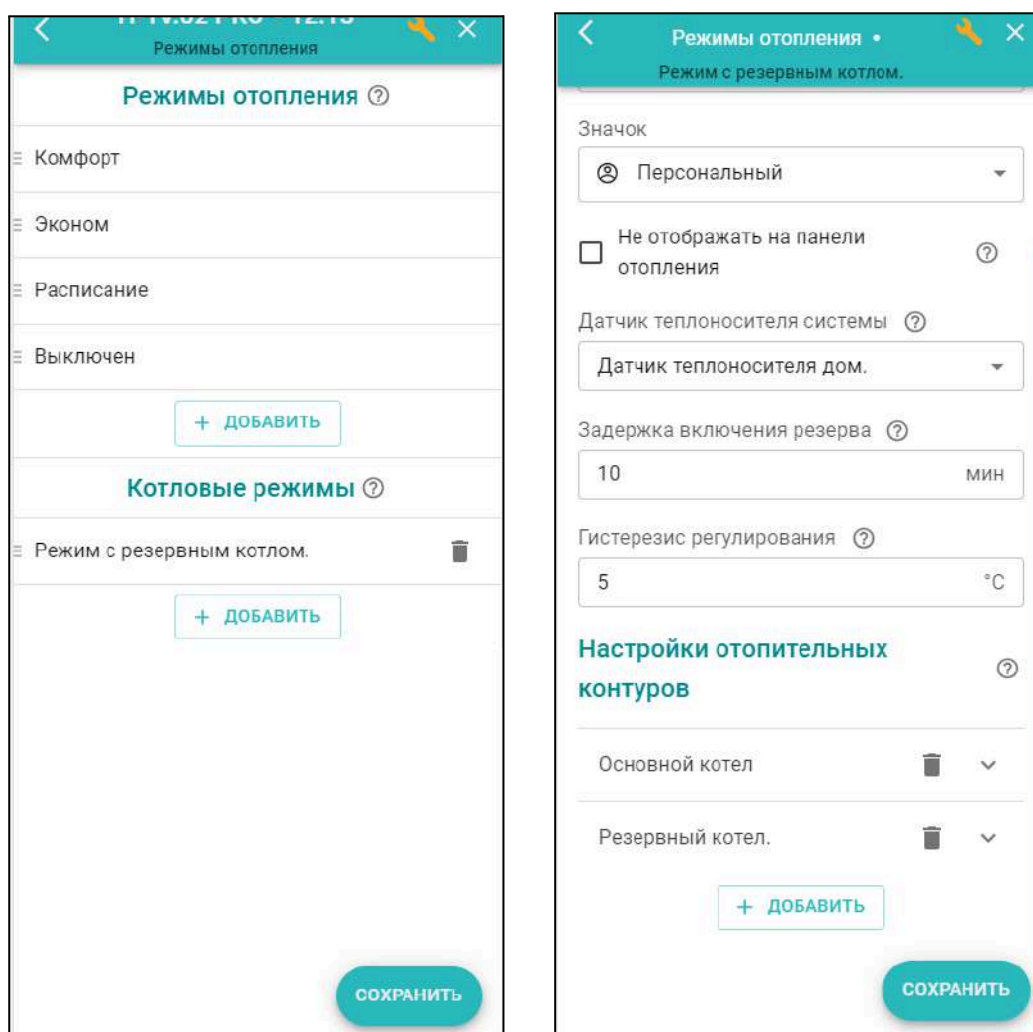 Режимы отопления
Режимы отопления
Комфорт
Эконом
Расписание
Выключен
+ ДОБАВИТЬ
Котловые режимы
Режим с резервным котлом.
+ ДОБАВИТЬ
СОХРАНИТЬ
Режимы отопления •
Режим с резервным котлом.
Значок
Персональный
Не отображать на панели
отопления
Датчик теплоносителя системы
Датчик теплоносителя дом.
Задержка включения резерва
10 мин
Гистерезис регулирования
5 °C
Настройки отопительных
контуров
Основной котел
Резервный котел.
+ ДОБАВИТЬ
СОХРАНИТЬ